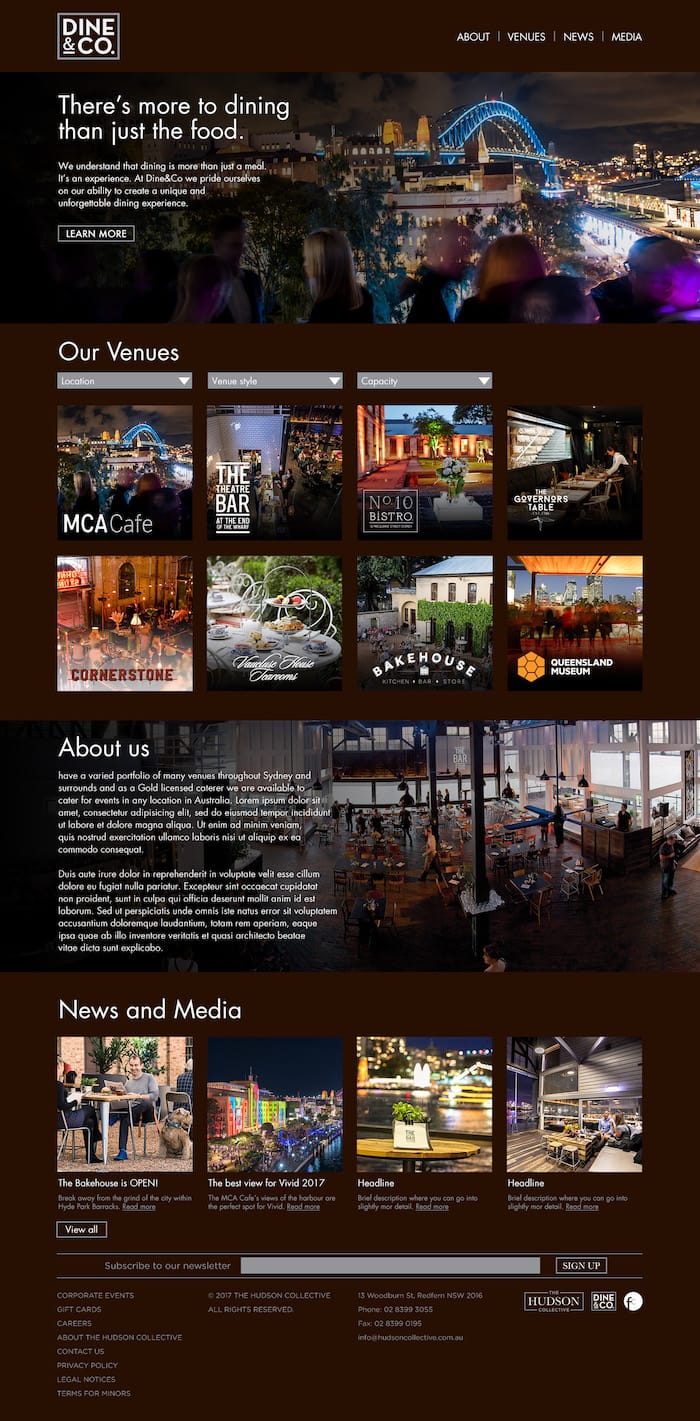 DINE
&CO.
ABOUT | VENUES | NEWS | MEDIA
There's more to dining
than just the food.
We understand that dining is more than just a meal.
It's an experience. At Dine&Co we pride ourselves
on our ability to create a unique and
unforgettable dining experience.
LEARN MORE
Our Venues
Location
Venue style
Capacity
MCACafe
THE
THEATRE
BAR
AT THE END
OF THE WHARF
No.10
BISTRO
THE
GOVERNORS
TABLE
CORNERSTONE
Vaucluse House
Tearooms
BAKEHOUSE
KITCHEN • BAR • STORE
QUEENSLAND
MUSEUM
About us
have a varied portfolio of many venues throughout Sydney and
surrounds and as a Gold licensed caterer we are available to
cater for events in any location in Australia. Lorem ipsum dolor sit
amet, consectetur adipisicing elit, sed do eiusmod tempor incididunt
ut labore et dolore magna aliqua. Ut enim ad minim veniam,
quis nostrud exercitation ullamco laboris nisi ut aliquip ex ea
commodo consequat.
Duis aute irure dolor in reprehenderit in voluptate velit esse cillum
dolore eu fugiat nulla pariatur. Excepteur sint occaecat cupidatat
non proident, sunt in culpa qui officia deserunt mollit anim id est
laborum. Sed ut perspiciatis unde omnis iste natus error sit voluptatem
accusantium doloremque laudantium, totam rem aperiam, eaque
ipsa quae ab illo inventore veritatis et quasi architecto beatae
vitae dicta sunt explicabo.
THE
BAR
News and Media
The Bakehouse is OPEN!
Break away from the grind of the city within
Hyde Park Barracks. Read more
The best view for Vivid 2017
The MCA Cafe's views of the harbour are
the perfect spot for Vivid. Read more
THE
BAR
Headline
Brief description where you can go into
slightly mor detail. Read more
Headline
Brief description where you can go into
slightly mor detail. Read more
View all
Subscribe to our newsletter
SIGN UP
CORPORATE EVENTS
GIFT CARDS
CAREERS
ABOUT THE HUDSON COLLECTIVE
CONTACT US
PRIVACY POLICY
LEGAL NOTICES
TERMS FOR MINORS
© 2017 THE HUDSON COLLECTIVE
ALL RIGHTS RESERVED.
13 Woodburn St, Redfern NSW 2016
Phone: 02 8399 3055
Fax: 02 8399 0195
info@hudsoncollective.com.au
THE
HUDSON
COLLECTIVE
DINE
&CO.
f